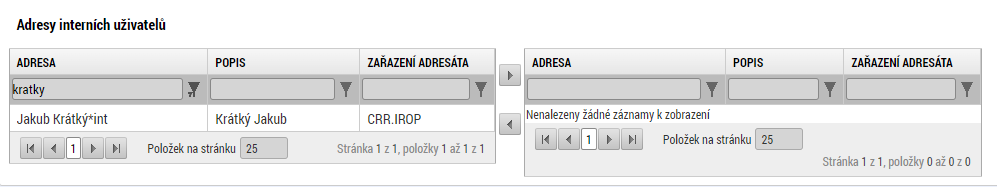 Adresy interních uživatelů
ADRESA POPIS ZAŘAZENÍ ADRESÁTA
kratky
Jakub Krátký*int Krátký Jakub CRR.IROP
1 Položek na stránku 25 Stránka 1 z 1, položky 1 až 1 z 1
ADRESA POPIS ZAŘAZENÍ ADRESÁTA
Nenalezeny žádné záznamy k zobrazení
1 Položek na stránku 25
Stránka 1 z 1, položky 0 až 0 z 0